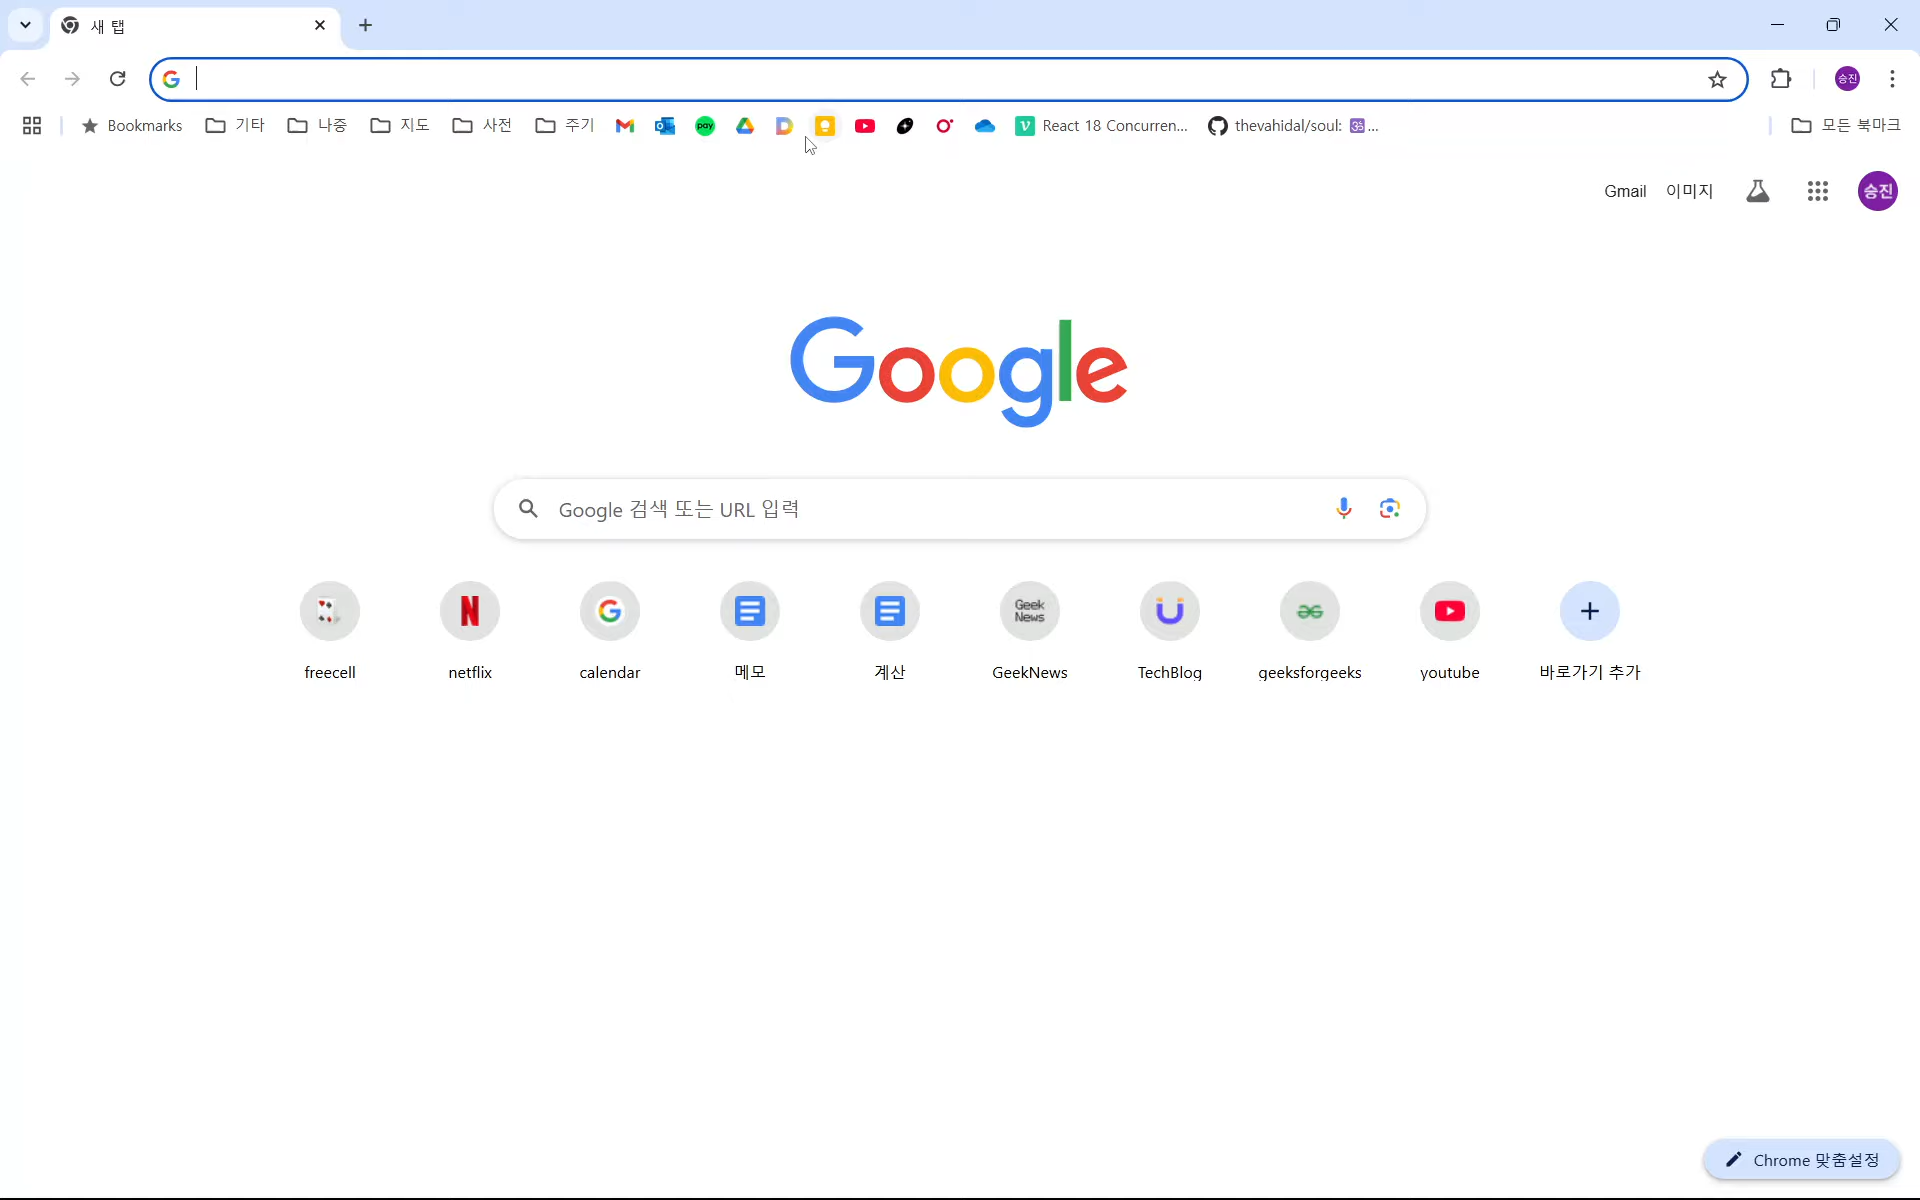 새 탭
Bookmarks 기타 나중 지도 사전 주기 pay React 18 Concurren... thevahidal/soul: 🕉... 모든 북마크
Gmail 이미지 승진
Google
Google 검색 또는 URL 입력
freecell netflix calendar 메모 계산 GeekNews TechBlog geeksforgeeks youtube 바로가기 추가
Chrome 맞춤설정